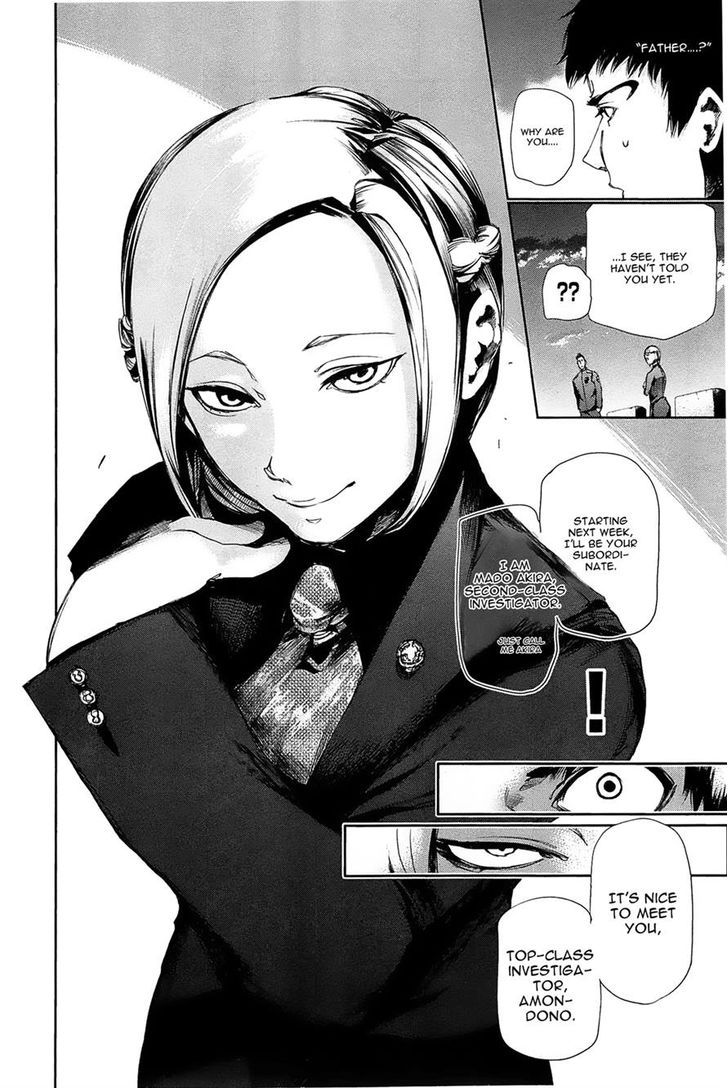 "FATHER....?"
WHY ARE
YOU....
...I SEE, THEY
HAVEN'T TOLD
YOU YET.
??
STARTING
NEXT WEEK,
I'LL BE YOUR
SUBORDI-
NATE.
I AM
MADO AKIRA,
SECOND-CLASS
INVESTIGATOR.
JUST CALL
ME AKIRA
!
IT'S NICE
TO MEET
YOU,
TOP-CLASS
INVESTIGA-
TOR,
AMON-
DONO.